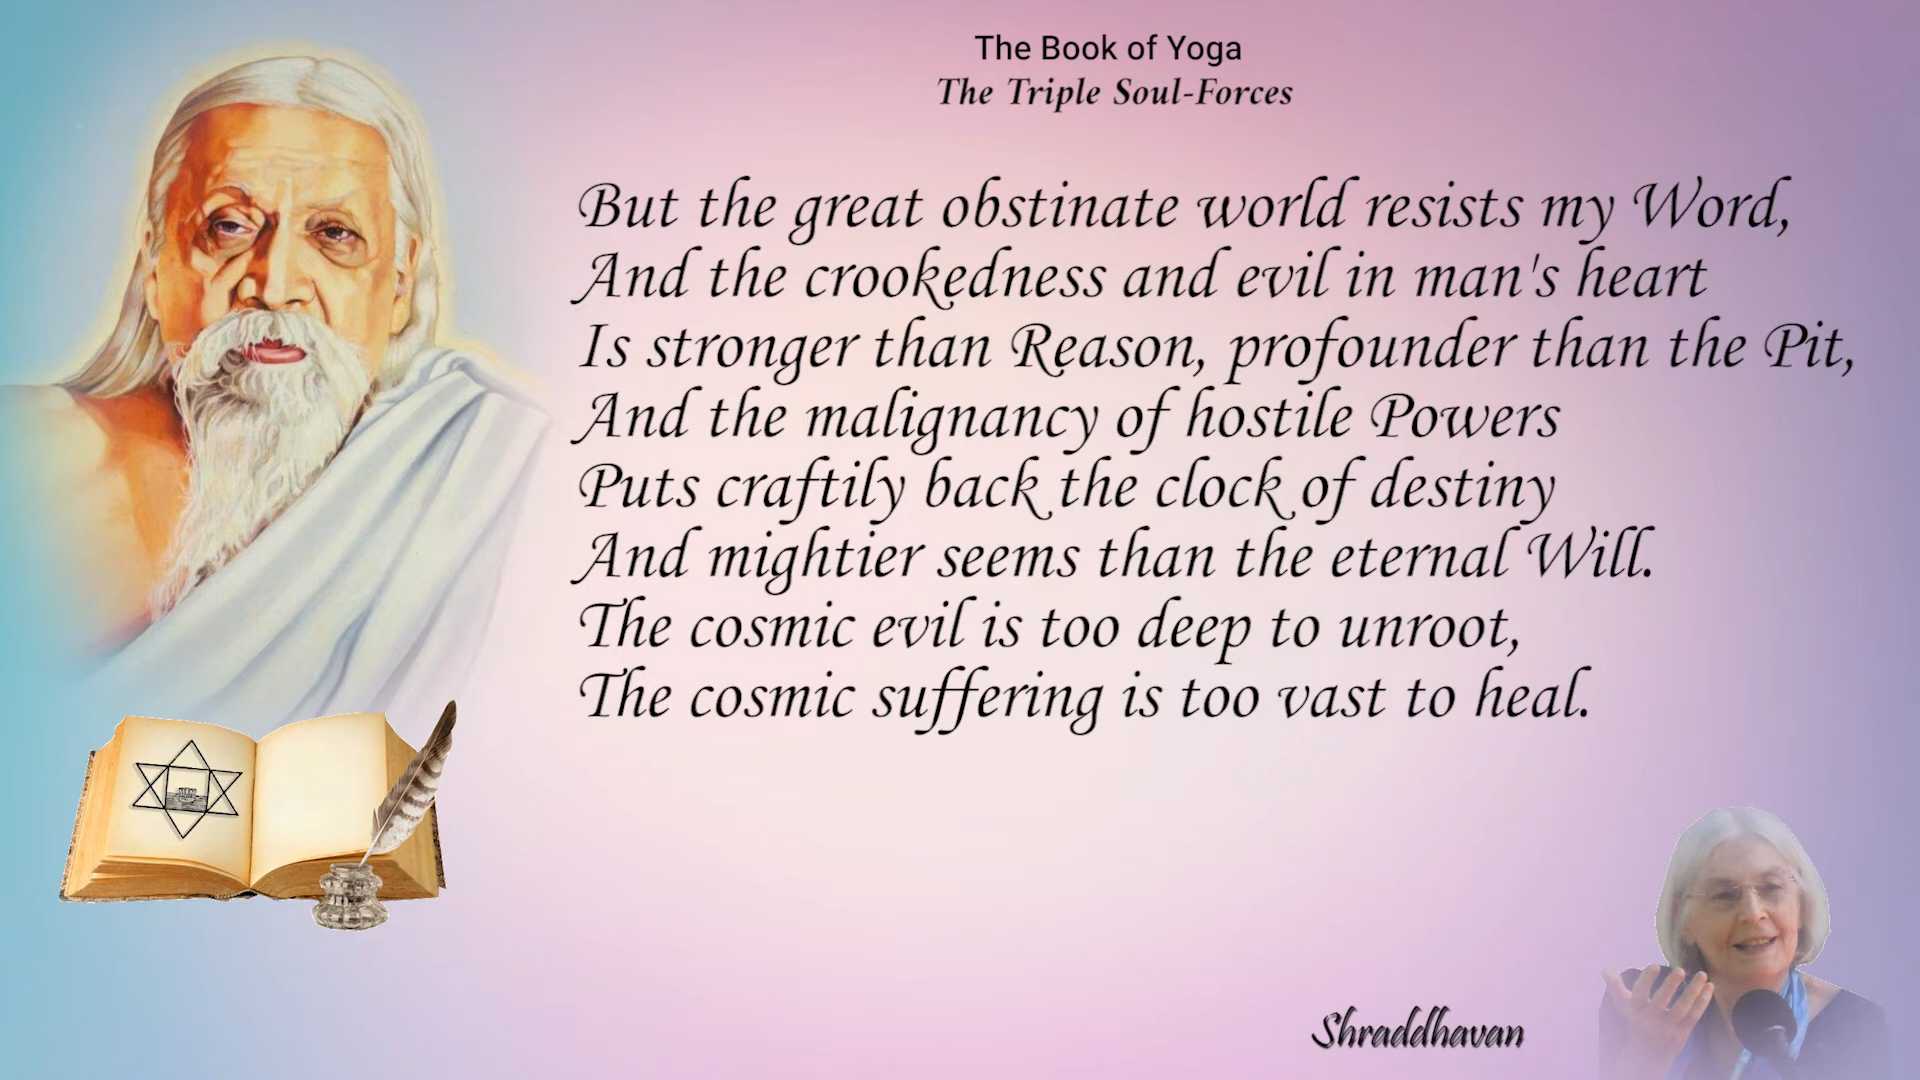 The Book of Yoga
The Triple Soul-Forces
But the great obstinate world resists my Word,
And the crookedness and evil in man's heart
Is stronger than Reason, profounder than the Pit,
And the malignancy of hostile Powers
Puts craftily back the clock of destiny
And mightier seems than the eternal Will.
The cosmic evil is too deep to unroot,
The cosmic suffering is too vast to heal.
Shraddhavan